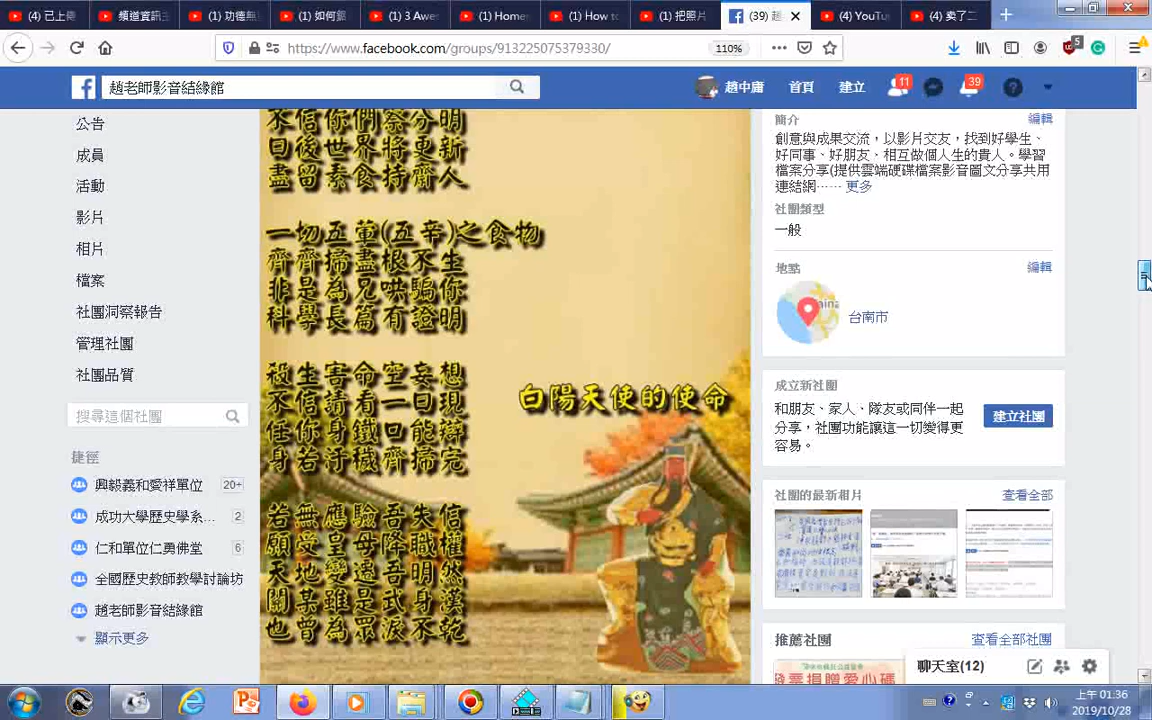 (4) 已上
頻道資訊主
(1) 功德無
(1) 如何錄
(1) 3 Awe
(1) Home
(1) How to
(1) 把照片
(39) 趙
(4) YouTu
(4) 卖了二
https://www.facebook.com/groups/913225075379330/
110%
5
趙老師影音結緣館
趙中庸
首頁
建立
11
39
公告
成員
活動
影片
相片
檔案
社團洞察報告
管理社團
社團品質
搜尋這個社團
捷徑
興毅義和愛祥單位
20+
成功大學歷史學系...
2
仁和單位仁勇佛堂
6
全國歷史教師教學討論坊
趙老師影音結緣館
顯示更多
不信你們察分明
日後世界將更新
盡留素食持齋人
一切五葷(五辛)之食物
齊齊掃盡根不生
非是為兄哄騙你
科學長篇有證明
殺生害命空妄想
不信請看一曰現
任你身鐵口能辯
身若汙穢齊掃完
若無應驗吾失信
願受皇母降職權
天地變遷吾明然
關某雖是武身漢
也曾為眾淚不乾
白陽天使的使命
簡介
編輯
創意與成果交流，以影片交友，找到好學生、
好同事、好朋友、相互做個人生的貴人。學習
檔案分享(提供雲端硬碟檔案影音圖文分享共用
連結網…… 更多
社團類型
一般
地點
編輯
台南市
成立新社團
和朋友、家人、隊友或同伴一起
分享，社團功能讓這一切變得更
容易。
建立社團
社團的最新相片
查看全部
推薦社團
查看全部社團
捐贈愛心碼
聊天室(12)
上午 01:36
2019/10/28